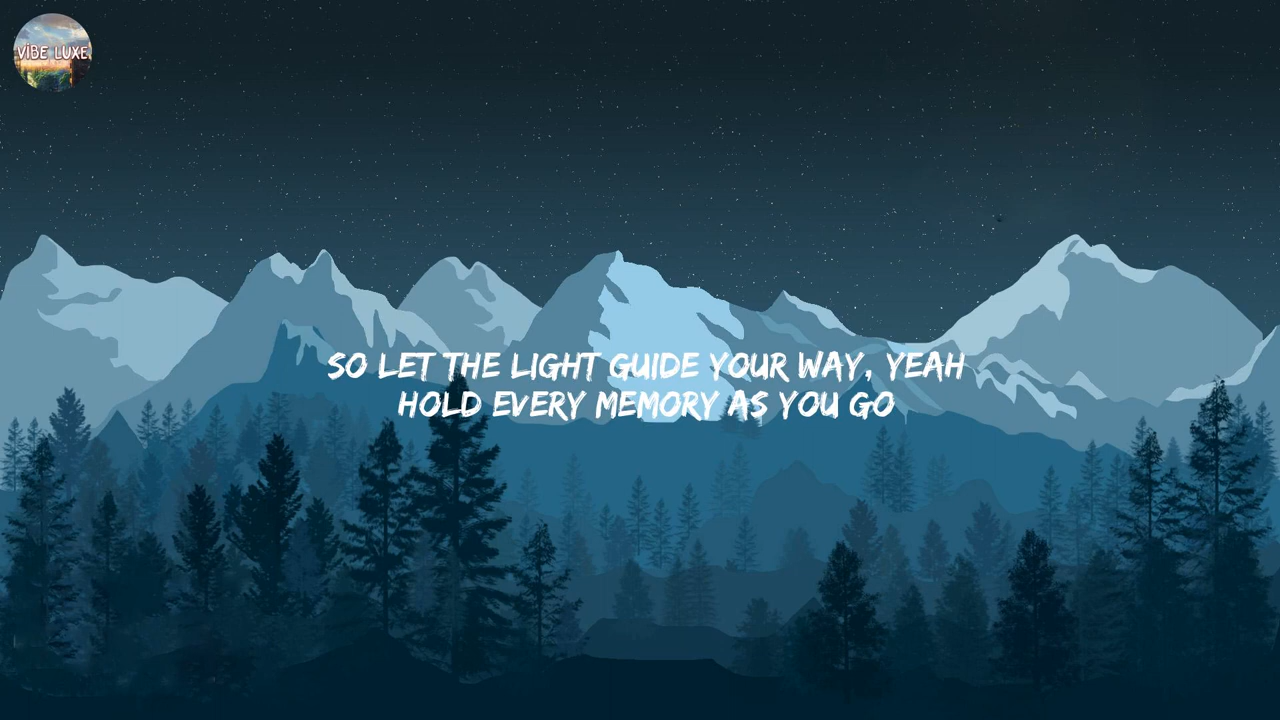 VIBE LUXE
SO LET THE LIGHT GUIDE YOUR WAY, YEAH
HOLD EVERY MEMORY AS YOU GO